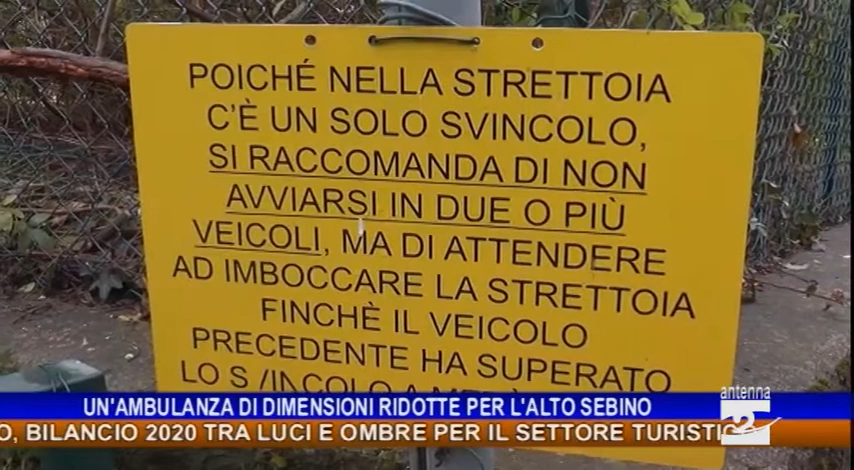 POICHÉ NELLA STRETTOIA
C'È UN SOLO SVINCOLO,
SI RACCOMANDA DI NON
AVVIARSI IN DUE O PIÙ
VEICOLI, MA DI ATTENDERE
AD IMBOCCARE LA STRETTOIA
FINCHÈ IL VEICOLO
PRECEDENTE HA SUPERATO
LO S
antenna
2
UN'AMBULANZA DI DIMENSIONI RIDOTTE PER L'ALTO SEBINO
O, BILANCIO 2020 TRA LUCI E OMBRE PER IL SETTORE TURISTIC